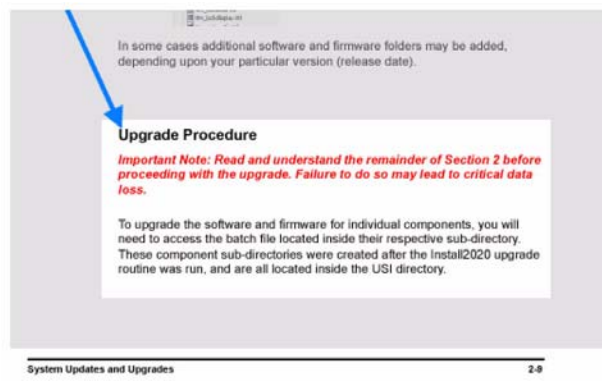 In some cases additional software and firmware folders may be added,
depending upon your particular version (release date).
Upgrade Procedure
Important Note: Read and understand the remainder of Section 2 before
proceeding with the upgrade. Failure to do so may lead to critical data
loss.
To upgrade the software and firmware for individual components, you will
need to access the batch file located inside their respective sub-directory.
These component sub-directories were created after the Install2020 upgrade
routine was run, and are all located inside the USI directory.
System Updates and Upgrades 2-9